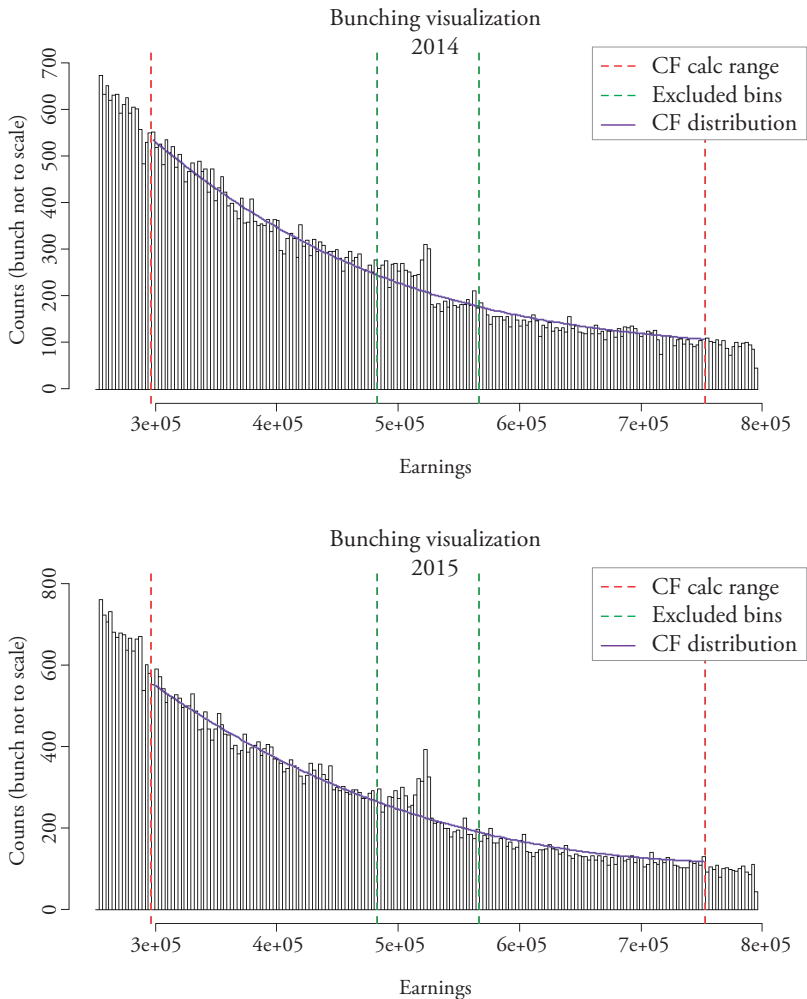 Bunching visualization
2014
CF calc range
Excluded bins
CF distribution
Counts (bunch not to scale)
700
600
500
400
300
200
100
0
3e+05 4e+05 5e+05 6e+05 7e+05 8e+05
Earnings
Bunching visualization
2015
CF calc range
Excluded bins
CF distribution
Counts (bunch not to scale)
800
600
400
200
0
3e+05 4e+05 5e+05 6e+05 7e+05 8e+05
Earnings